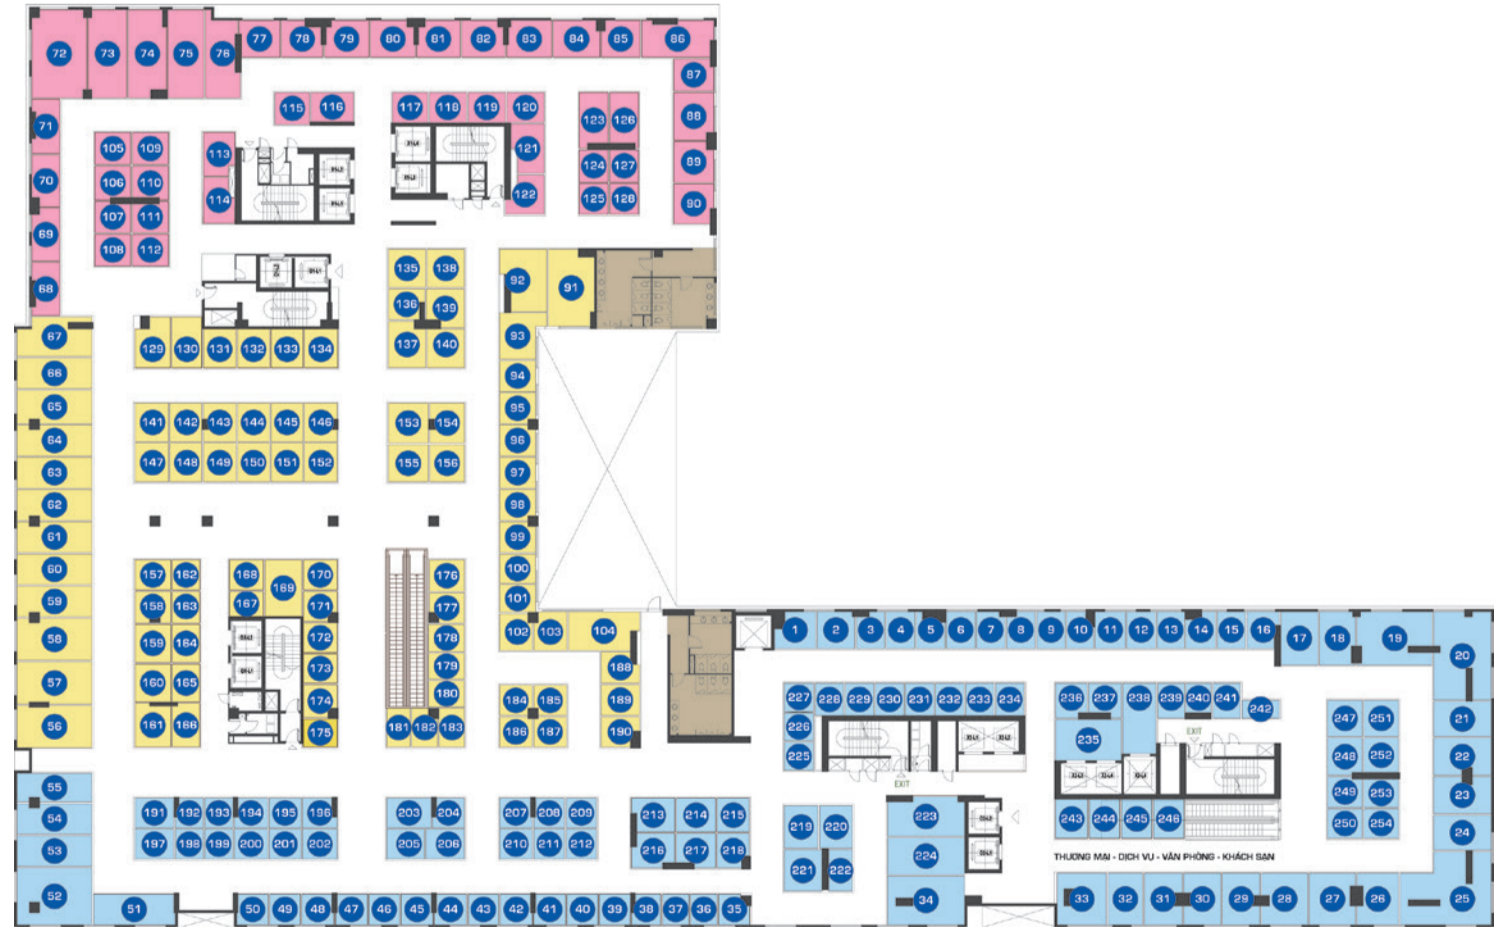 72 73 74 75 76 77 78 79 80 81 82 83 84 85 86
87
71 115 116 117 118 119 120 123 126 88
105 109 113 121 89
70 106 110 114 122 124 127 90
107 111 125 128
69 108 112
68 135 138 92 91
136 139
67 129 130 131 132 133 134 137 140 93
66 94
65 95
64 141 142 143 144 145 146 153 154 96
63 147 148 149 150 151 152 155 156 97
62 98
61 99
60 157 162 168 169 170 176 100
59 158 163 167 171 177 101
58 159 164 172 178 102 103 104
173 179 188
57 160 165 174 180 184 185 189
56 161 166 175 181 182 183 186 187 190
1 2 3 4 5 6 7 8 9 10 11 12 13 14 15 16 17 18 19
20
227 228 229 230 231 232 233 234 236 237 238 239 240 241 242
226 235 247 251 21
225 248 252 22
EXIT
EXIT
249 253 23
250 254 24
55
54 191 192 193 194 195 196 203 204 207 208 209 213 214 215 219 220 223 243 244 245 246
53 197 198 199 200 201 202 205 206 210 211 212 216 217 218 221 222 224
THƯƠNG MẠI - DỊCH VỤ - VĂN PHÒNG - KHÁCH SẠN
52 51 50 49 48 47 46 45 44 43 42 41 40 39 38 37 36 35 34 33 32 31 30 29 28 27 26 25